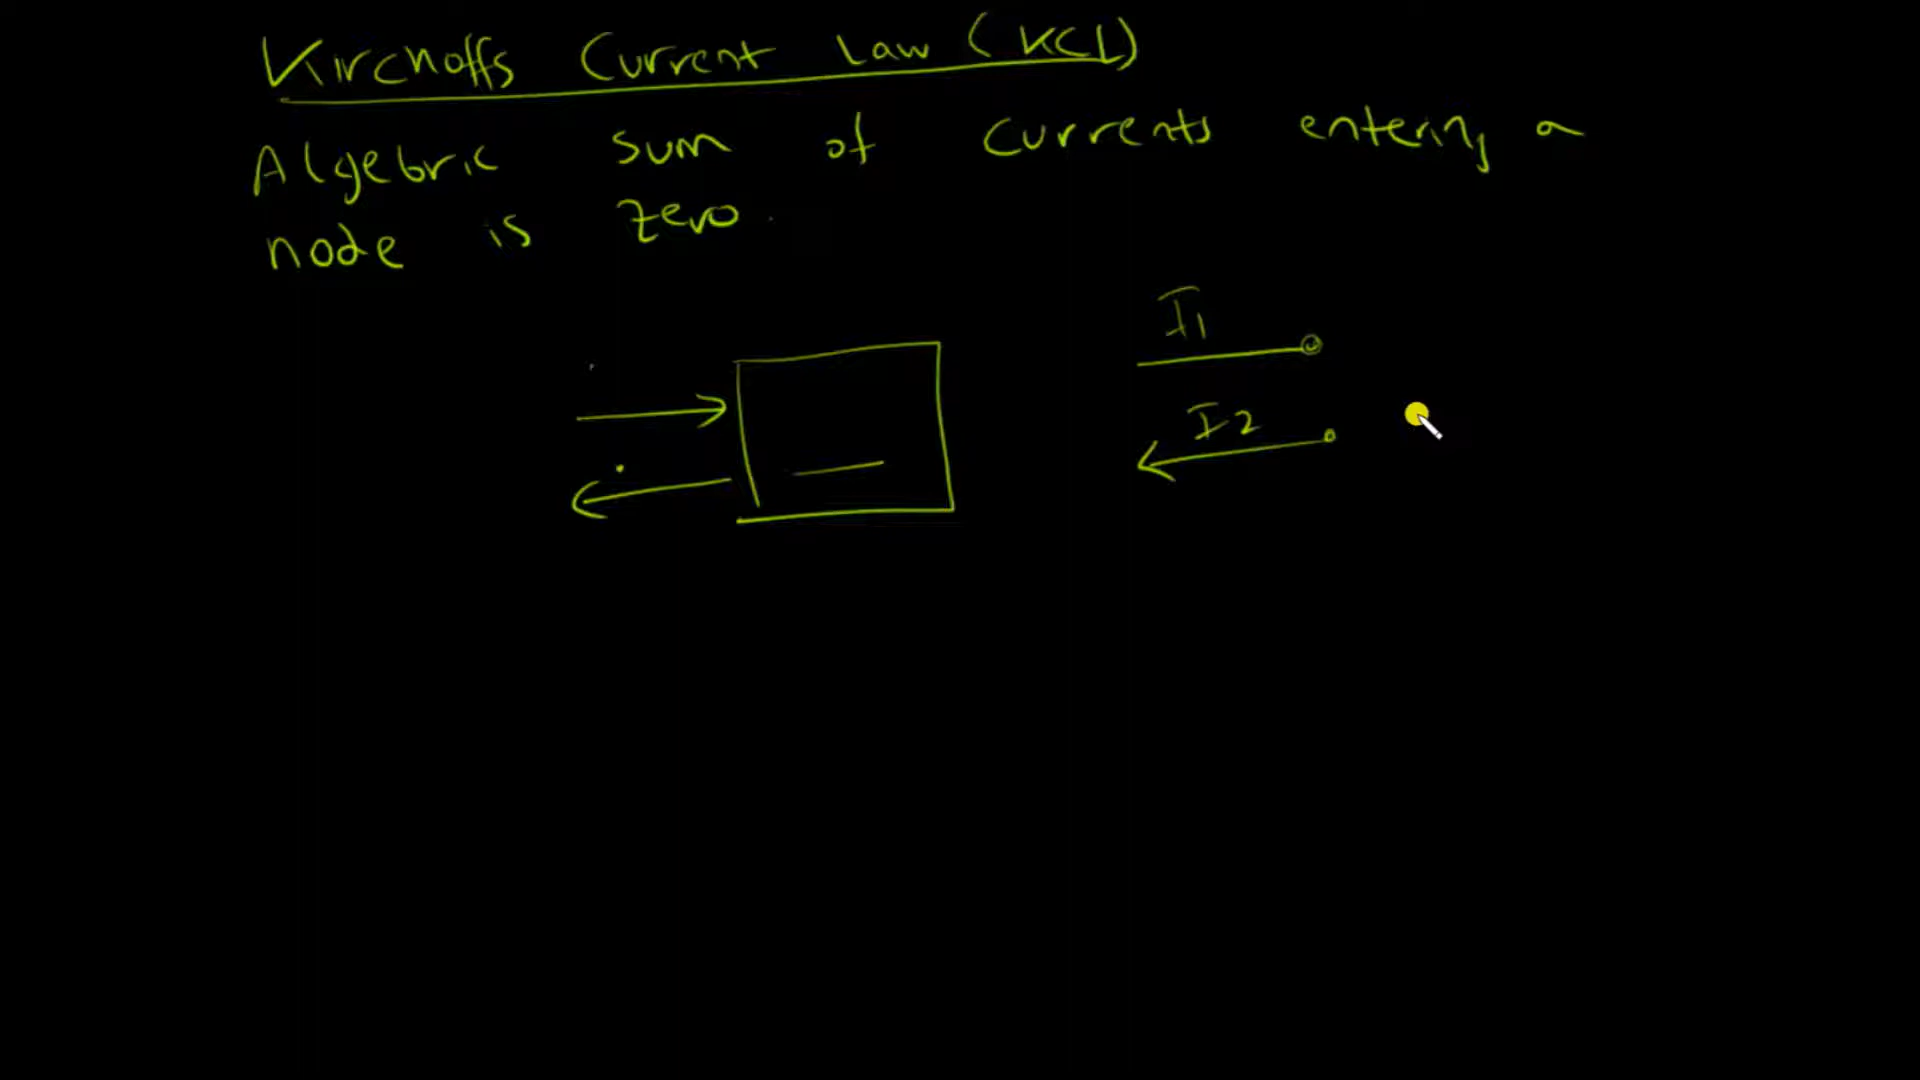 Kirchoffs Current Law (KCL)
Algebric sum of currents entering a
node is zero.
I1
I2